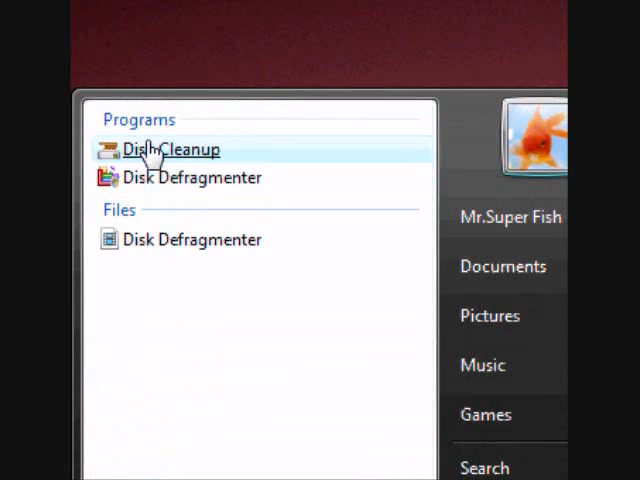 Programs
Disk Cleanup
Disk Defragmenter
Files
Disk Defragmenter
Mr.Super Fish
Documents
Pictures
Music
Games
Search